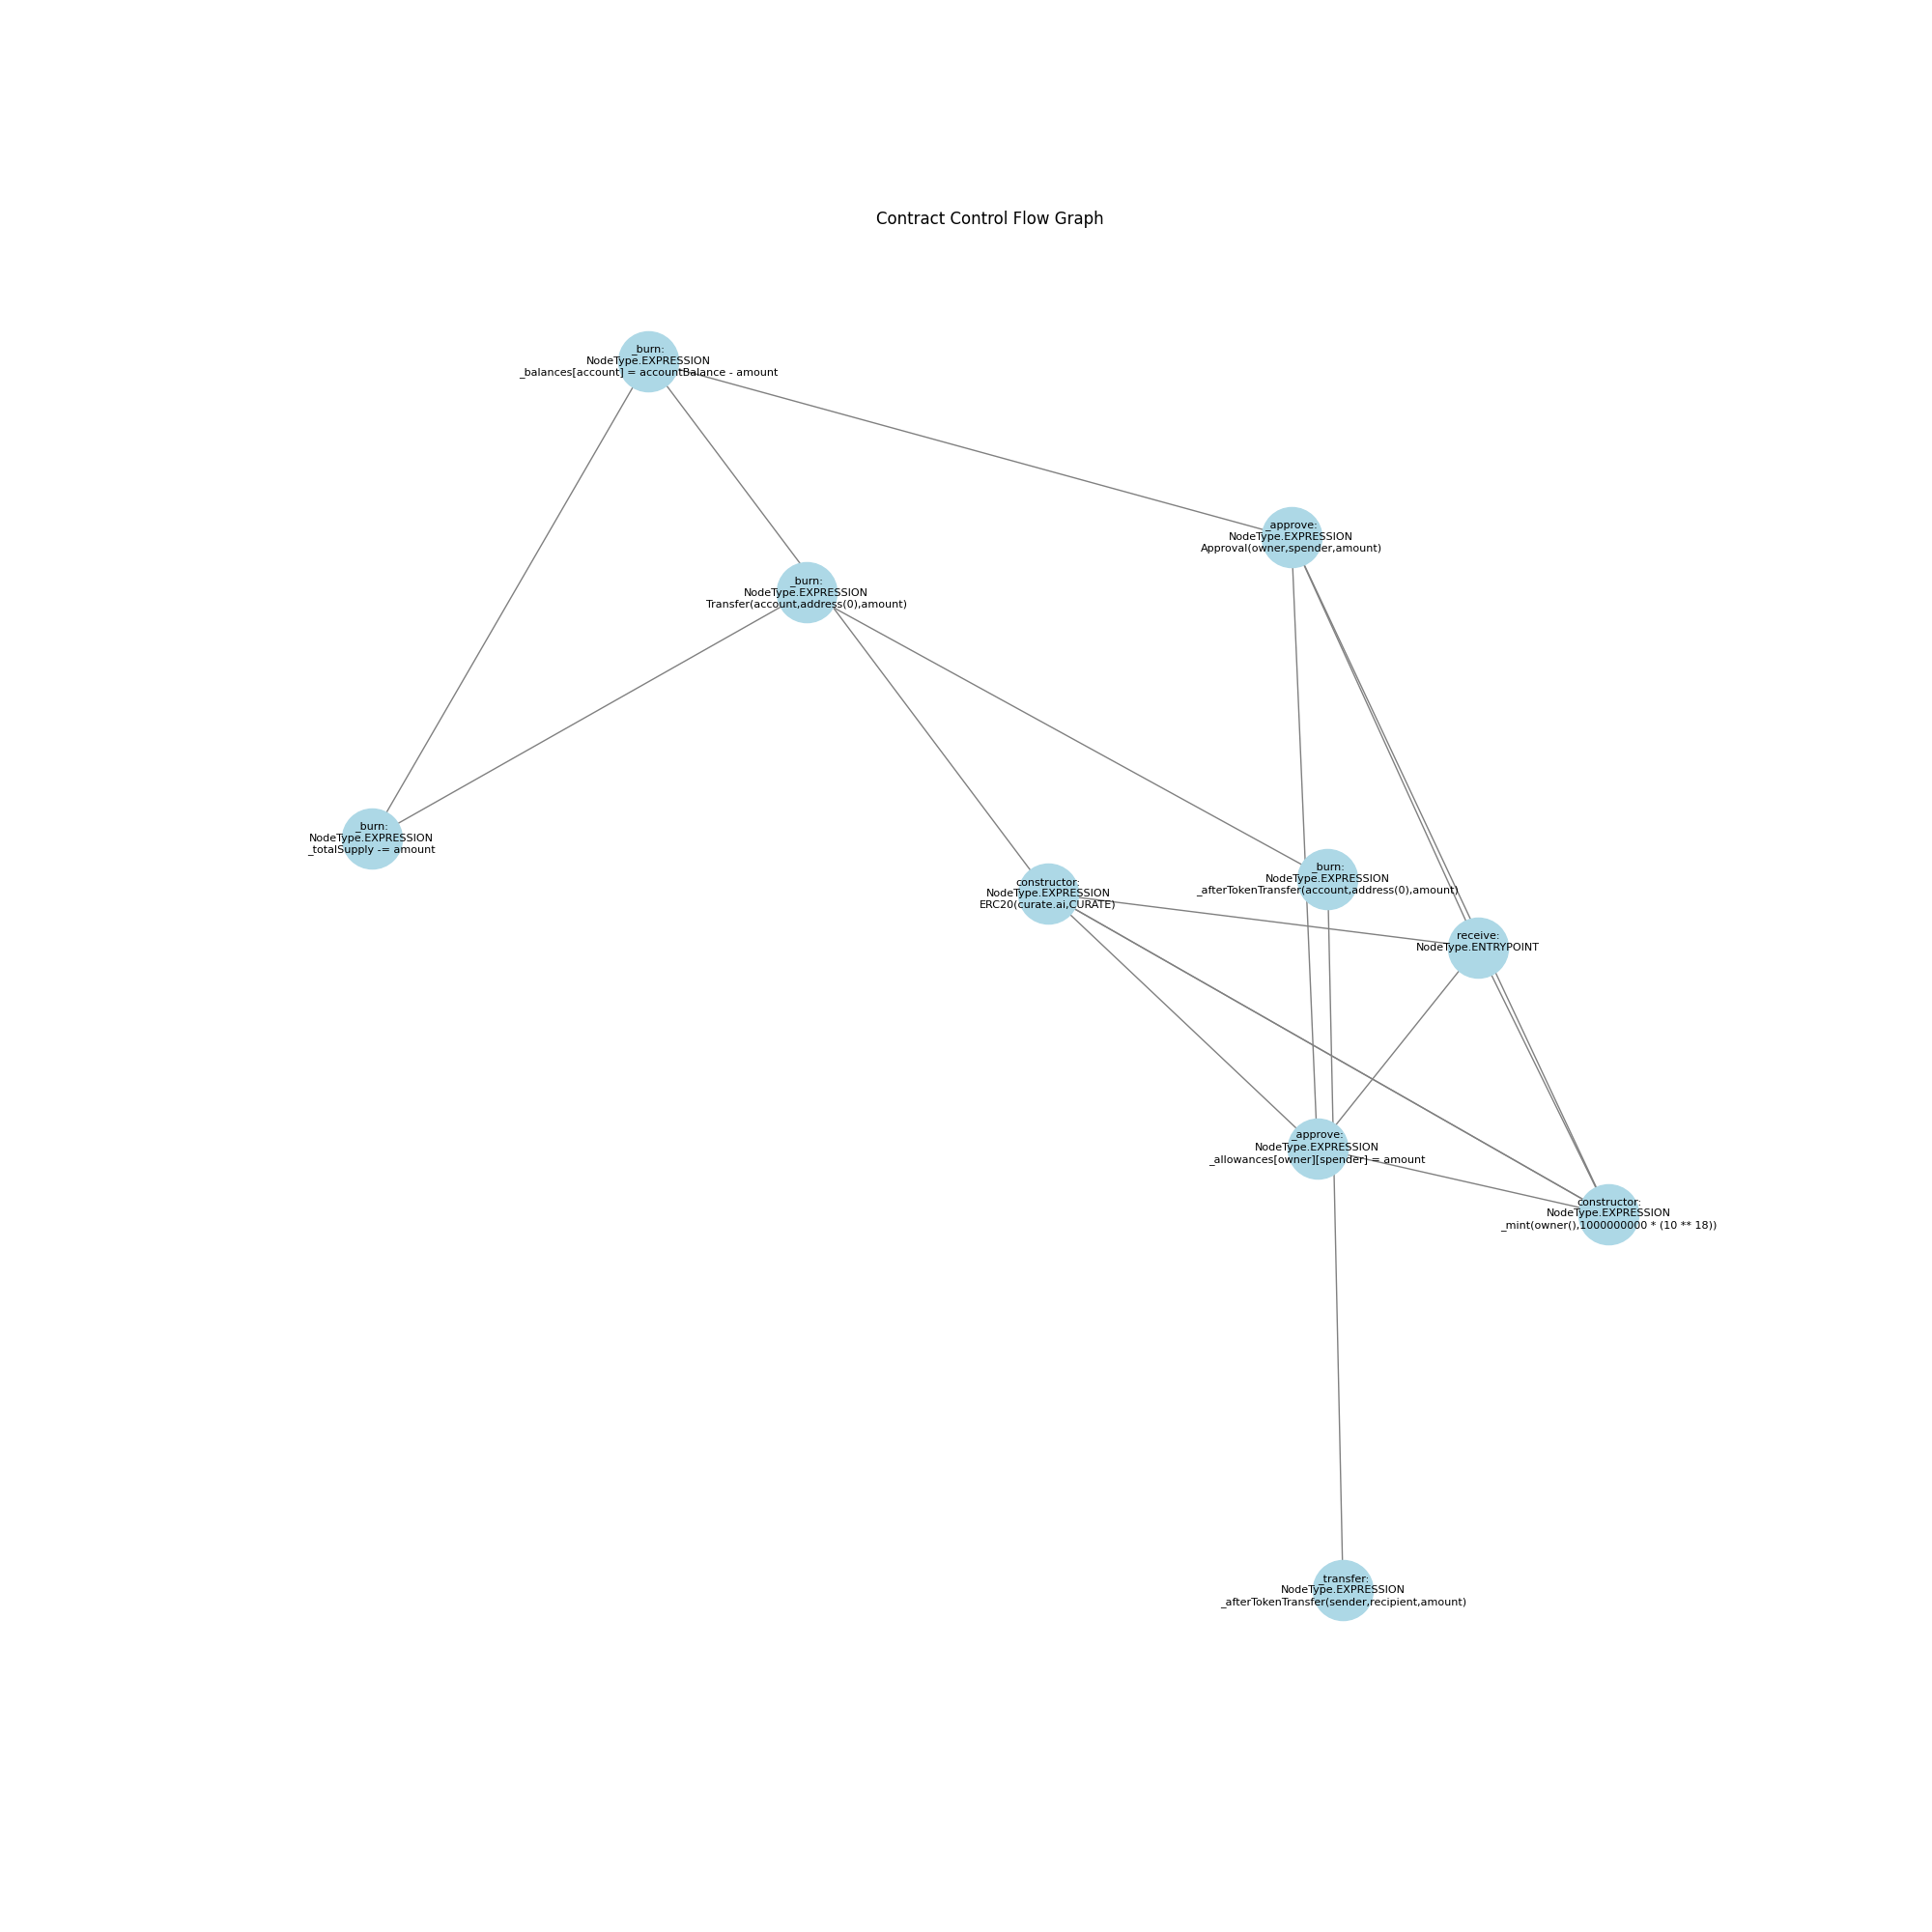 Contract Control Flow Graph
_burn:
NodeType.EXPRESSION
_balances[account] = accountBalance - amount
_approve:
NodeType.EXPRESSION
Approval(owner,spender,amount)
_burn:
NodeType.EXPRESSION
Transfer(account,address(0),amount)
_burn:
NodeType.EXPRESSION
_totalSupply -= amount
_burn:
NodeType.EXPRESSION
_afterTokenTransfer(account,address(0),amount)
constructor:
NodeType.EXPRESSION
ERC20(curate.ai,CURATE)
receive:
NodeType.ENTRYPOINT
_approve:
NodeType.EXPRESSION
_allowances[owner][spender] = amount
constructor:
NodeType.EXPRESSION
_mint(owner(),1000000000 * (10 ** 18))
_transfer:
NodeType.EXPRESSION
_afterTokenTransfer(sender,recipient,amount)